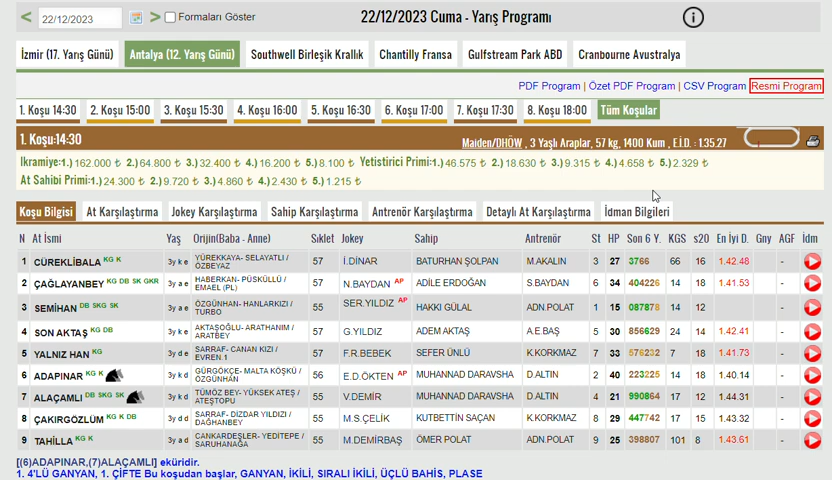 22/12/2023 Formaları Göster 22/12/2023 Cuma - Yarış Programı
İzmir (17. Yarış Günü) Antalya (12. Yarış Günü) Southwell Birleşik Krallık Chantilly Fransa Gulfstream Park ABD Cranbourne Avustralya
PDF Program | Özet PDF Program | CSV Program Resmi Program
1. Koşu 14:30 2. Koşu 15:00 3. Koşu 15:30 4. Koşu 16:00 5. Koşu 16:30 6. Koşu 17:00 7. Koşu 17:30 8. Koşu 18:00 Tüm Koşular
1. Koşu:14:30 Maiden/DHÖW , 3 Yaşlı Araplar, 57 kg, 1400 Kum , E.İ.D. : 1.35.27
Ikramiye:1.) 162.000 ₺ 2.) 64.800 ₺ 3.) 32.400 ₺ 4.) 16.200 ₺ 5.) 8.100 ₺ Yetistirici Primi:1.) 46.575 ₺ 2.) 18.630 ₺ 3.) 9.315 ₺ 4.) 4.658 ₺ 5.) 2.329 ₺
At Sahibi Primi:1.) 24.300 ₺ 2.) 9.720 ₺ 3.) 4.860 ₺ 4.) 2.430 ₺ 5.) 1.215 ₺
Koşu Bilgisi At Karşılaştırma Jokey Karşılaştırma Sahip Karşılaştırma Antrenör Karşılaştırma Detaylı At Karşılaştırma İdman Bilgileri
N At İsmi Yaş Orijin(Baba - Anne) Sıklet Jokey Sahip Antrenör St HP Son 6 Y. KGS s20 En İyi D. Gny AGF İdm
1 CÜREKLİBALA KG K 3y k e YÜREKKAYA- SELAYATLI / ÖZBEYAZ 57 İ.DİNAR BATURHAN ŞOLPAN M.AKALIN 3 27 3766 66 16 1.42.48 -
2 ÇAĞLAYANBEY KG DB SK GKR 3y a e HABERKAN- PÜSKÜLLÜ / EMAEL (PL) 57 N.BAYDAN AP ADİLE ERDOĞAN S.BAYDAN 6 34 404226 14 18 1.41.53 -
3 SEMİHAN DB SKG SK 3y a e ÖZGÜNHAN- HANLARKIZI / TURBO 55 SER.YILDIZ AP HAKKI GÜLAL ADN.POLAT 1 15 087878 14 12 -
4 SON AKTAŞ KG DB 3y k e AKTAŞOĞLU- ARATHANIM / ARATBEY 57 G.YILDIZ ADEM AKTAŞ A.E.BAŞ 5 30 856629 24 14 1.42.41 -
5 YALNIZ HAN KG 3y d e SARRAF- CANAN KIZI / EVREN.1 57 F.R.BEBEK SEFER ÜNLÜ K.KORKMAZ 7 33 576232 7 18 1.41.73 -
6 ADAPINAR KG K 3y k d GÜRGÖKÇE- MALTA KÖŞKÜ / ÖZGÜNHAN 56 E.D.ÖKTEN AP MUHANNAD DARAVSHA D.ALTIN 2 40 223225 14 18 1.40.14 -
7 ALAÇAMLI DB SKG SK 3y k d TÜMÖZ BEY- YÜKSEK ATEŞ / ATEŞTOPU 55 V.DEMİR MUHANNAD DARAVSHA D.ALTIN 4 21 990864 17 12 1.44.31 -
8 ÇAKIRGÖZLÜM KG K DB 3y d d SARRAF- DİZDAR YILDIZI / DAĞHANBEY 55 M.S.ÇELİK KUTBETTİN SAÇAN K.KORKMAZ 8 29 447742 17 15 1.43.32 -
9 TAHİLLA KG K 3y a d CANKARDEŞLER- YEDİTEPE / SARUHANAĞA 55 M.DEMİRBAŞ ÖMER POLAT ADN.POLAT 9 25 398807 101 8 1.43.61 -
[(6)ADAPINAR,(7)ALAÇAMLI] eküridir.
1. 4'LÜ GANYAN, 1. ÇİFTE Bu koşudan başlar, GANYAN, İKİLİ, SIRALI İKİLİ, ÜÇLÜ BAHİS, PLASE